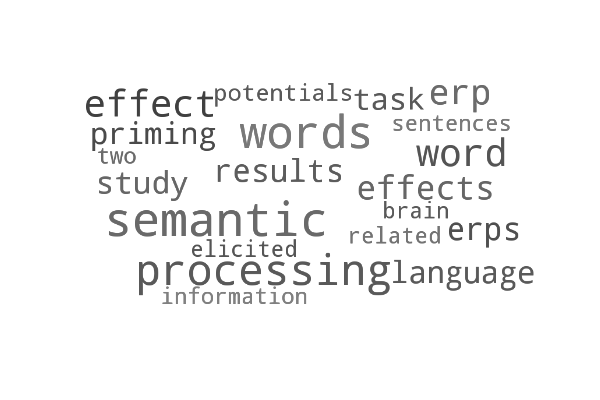 potentials
effect
task
erp
priming
words
sentences
two
results
word
study
effects
semantic
brain
related
erps
elicited
processing
language
information